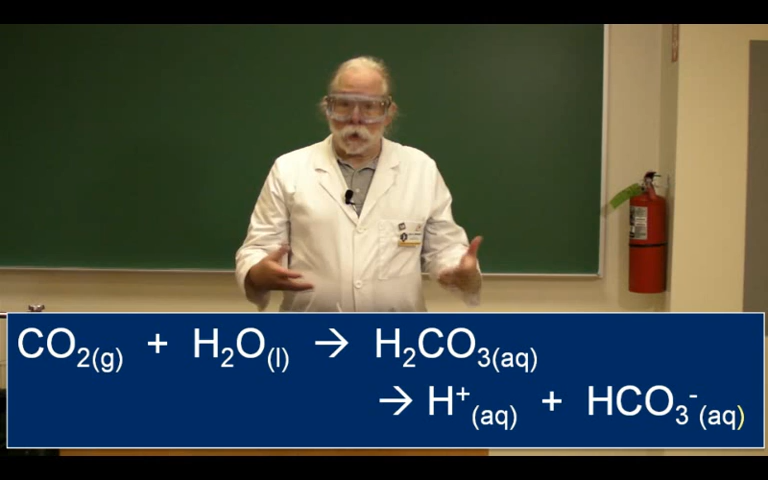 CO₂(g) + H₂O(l) → H₂CO₃(aq)
→ H⁺(aq) + HCO₃⁻(aq)